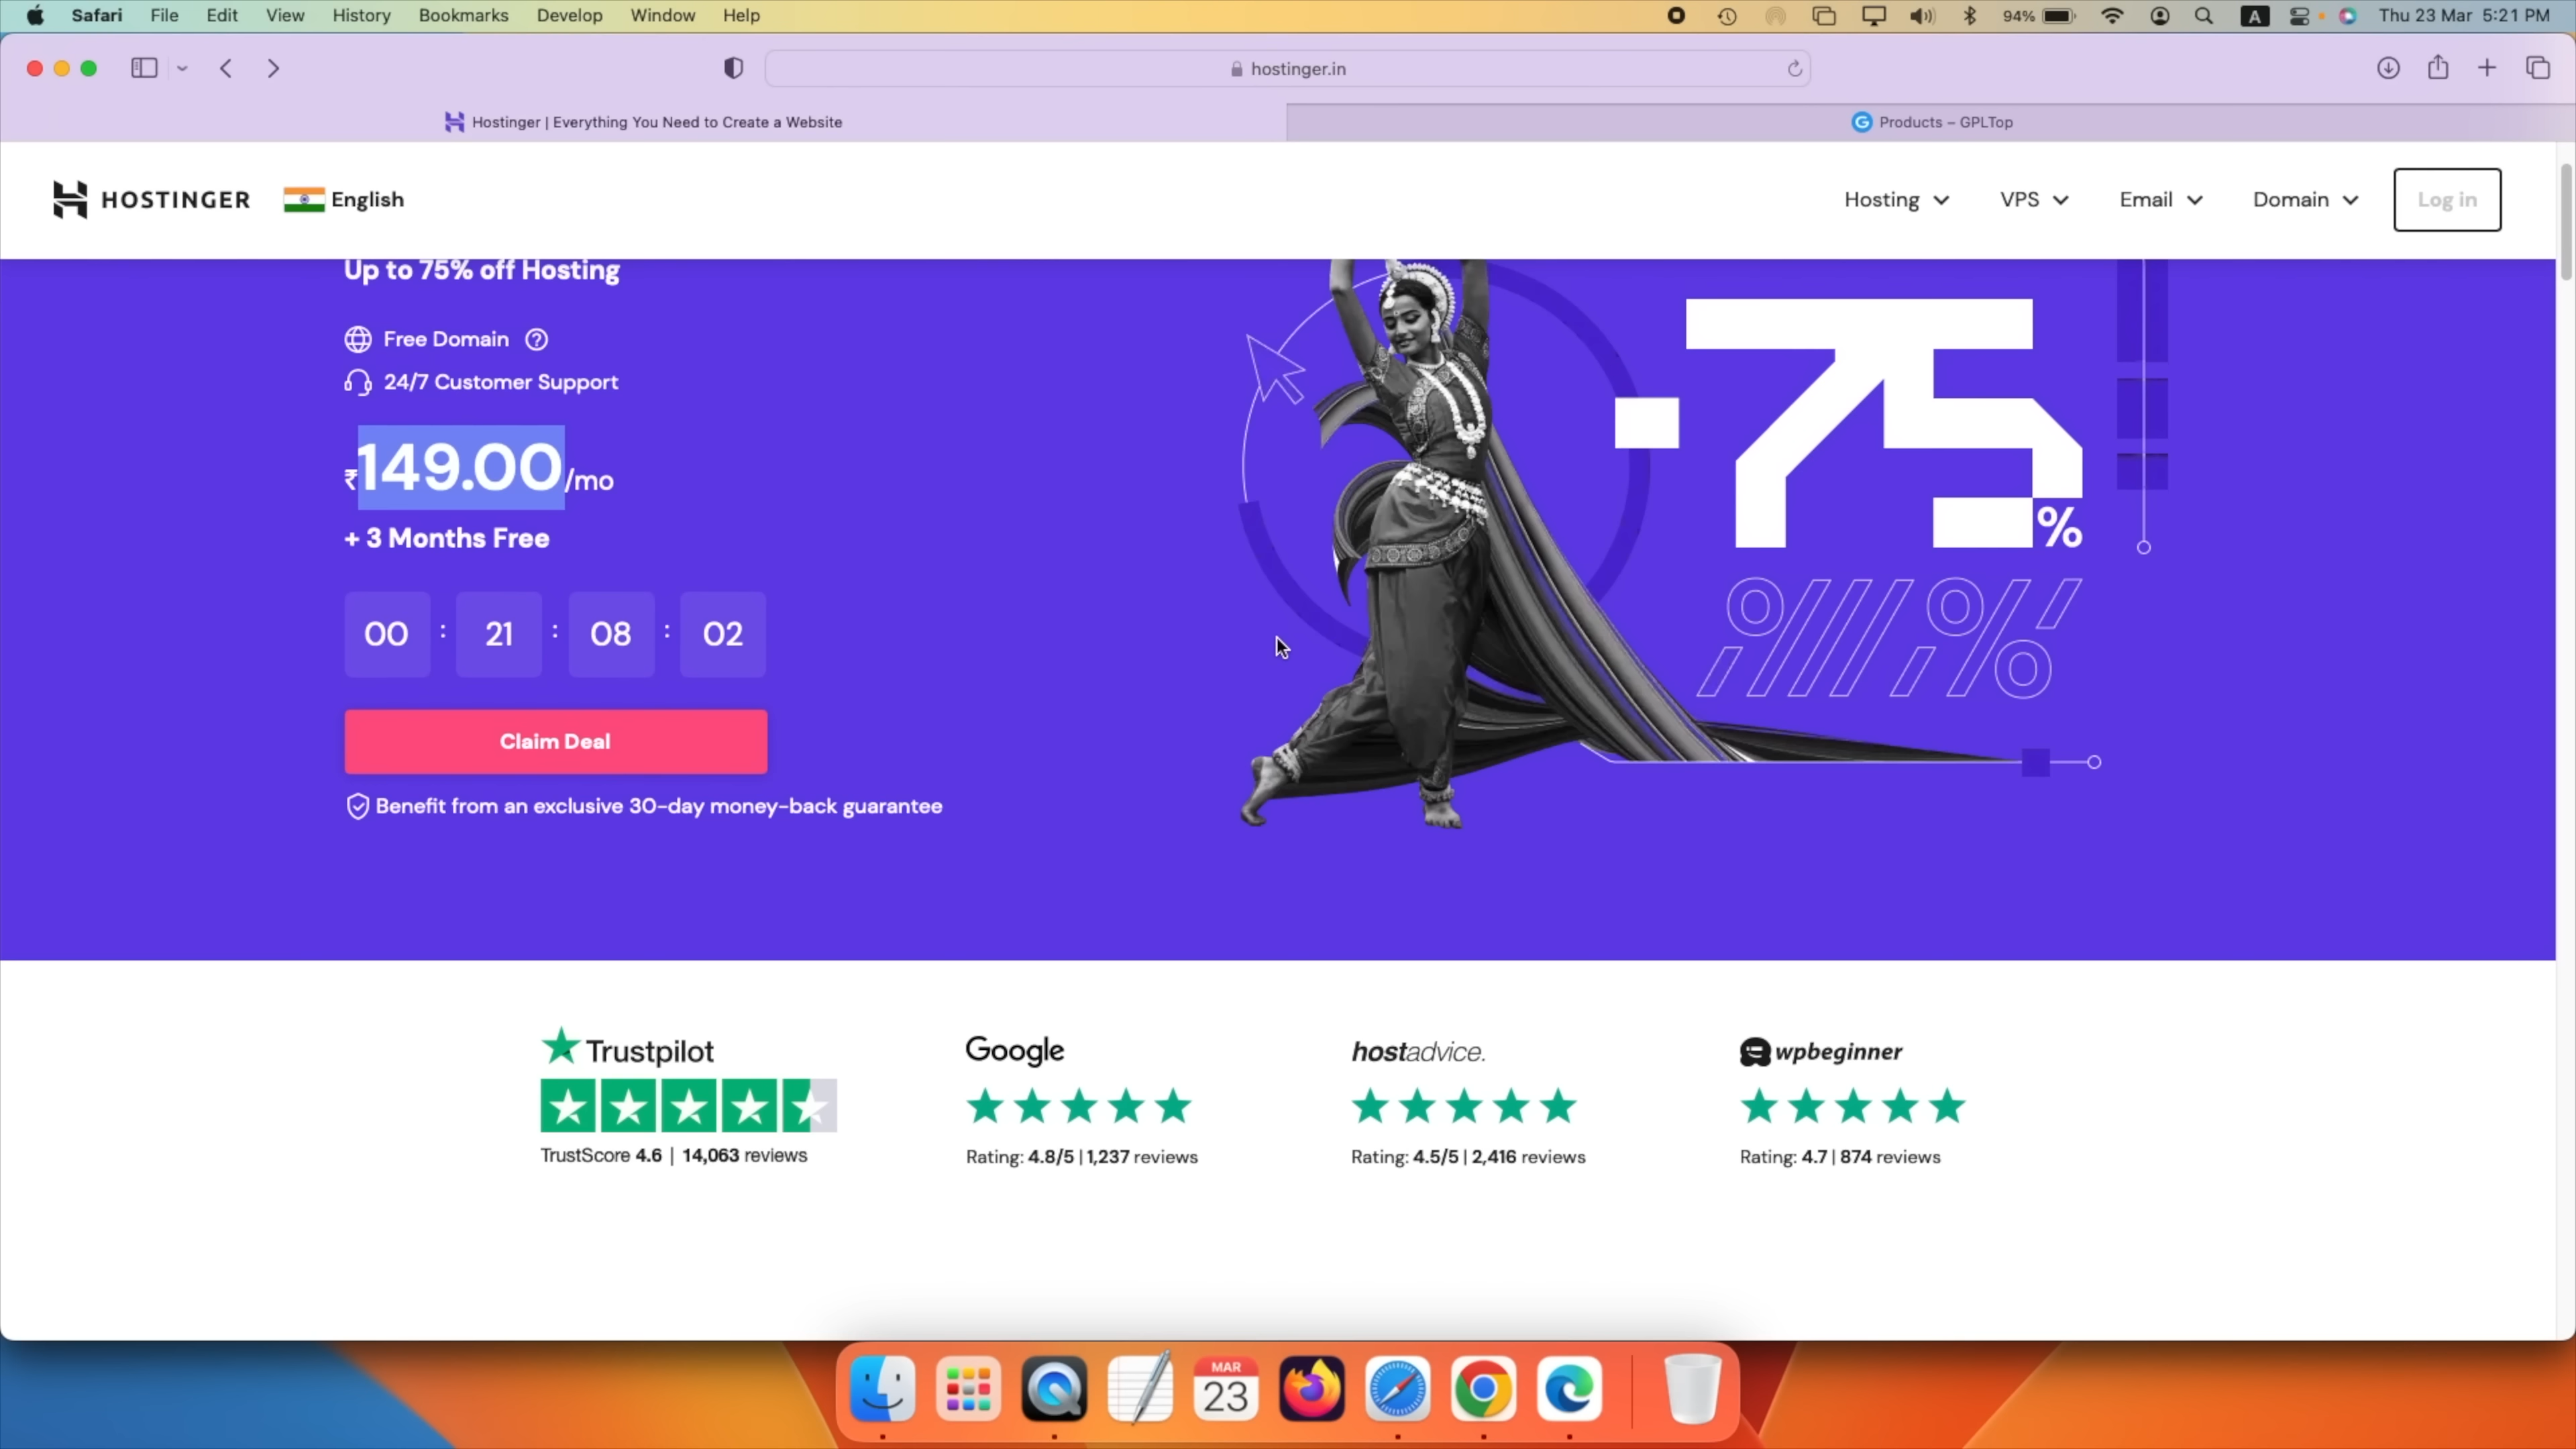 Safari File Edit View History Bookmarks Develop Window Help 94% A Thu 23 Mar 5:21 PM
hostinger.in
Hostinger | Everything You Need to Create a Website
Products – GPLTop
HOSTINGER English Hosting VPS Email Domain Log in
Up to 75% off Hosting
Free Domain ?
24/7 Customer Support
₹149.00/mo
+ 3 Months Free
00 : 21 : 08 : 02
Claim Deal
Benefit from an exclusive 30-day money-back guarantee
-75%
Trustpilot
TrustScore 4.6 | 14,063 reviews
Google
Rating: 4.8/5 | 1,237 reviews
hostadvice.
Rating: 4.5/5 | 2,416 reviews
wpbeginner
Rating: 4.7 | 874 reviews
MAR
23